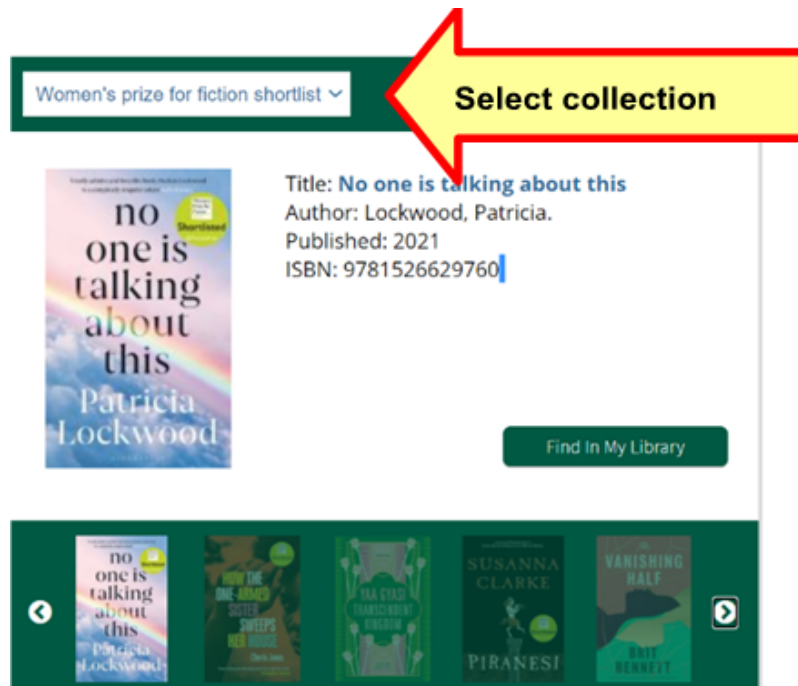 Women's prize for fiction shortlist
Select collection
no
one is
talking
about
this
Patricia
Lockwood
Shortlisted
Title: No one is talking about this
Author: Lockwood, Patricia.
Published: 2021
ISBN: 9781526629760
Find In My Library
no
one is
talking
about
this
Patricia
Lockwood
HOW THE
ONE-ARMED
SISTER
SWEEPS
HER HOUSE
Cherie Jones
YAA GYASI
TRANSCENDENT
KINGDOM
SUSANNA
CLARKE
PIRANESI
THE
VANISHING
HALF
BRIT
BENNETT